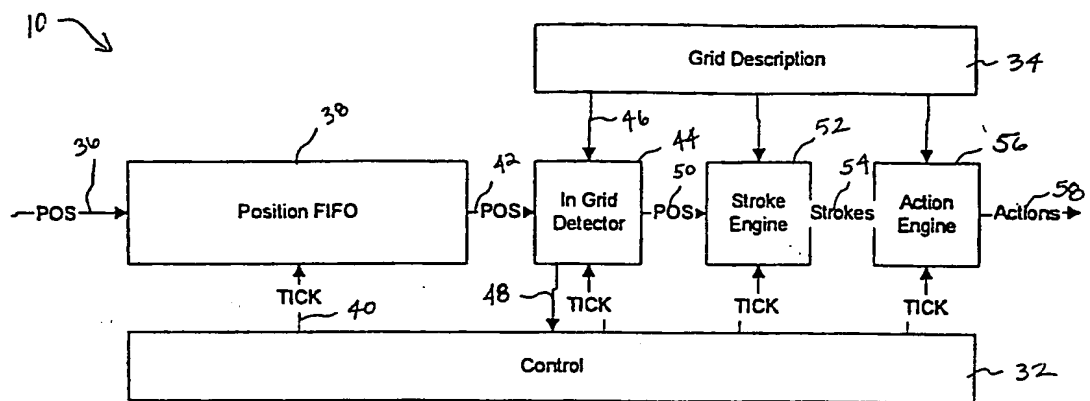 10
Grid Description
34
46
36
38
42
44
50
52
54
56
58
POS
Position FIFO
POS
In Grid
Detector
POS
Stroke
Engine
Strokes
Action
Engine
Actions
TICK
40
48
TICK
TICK
TICK
Control
32